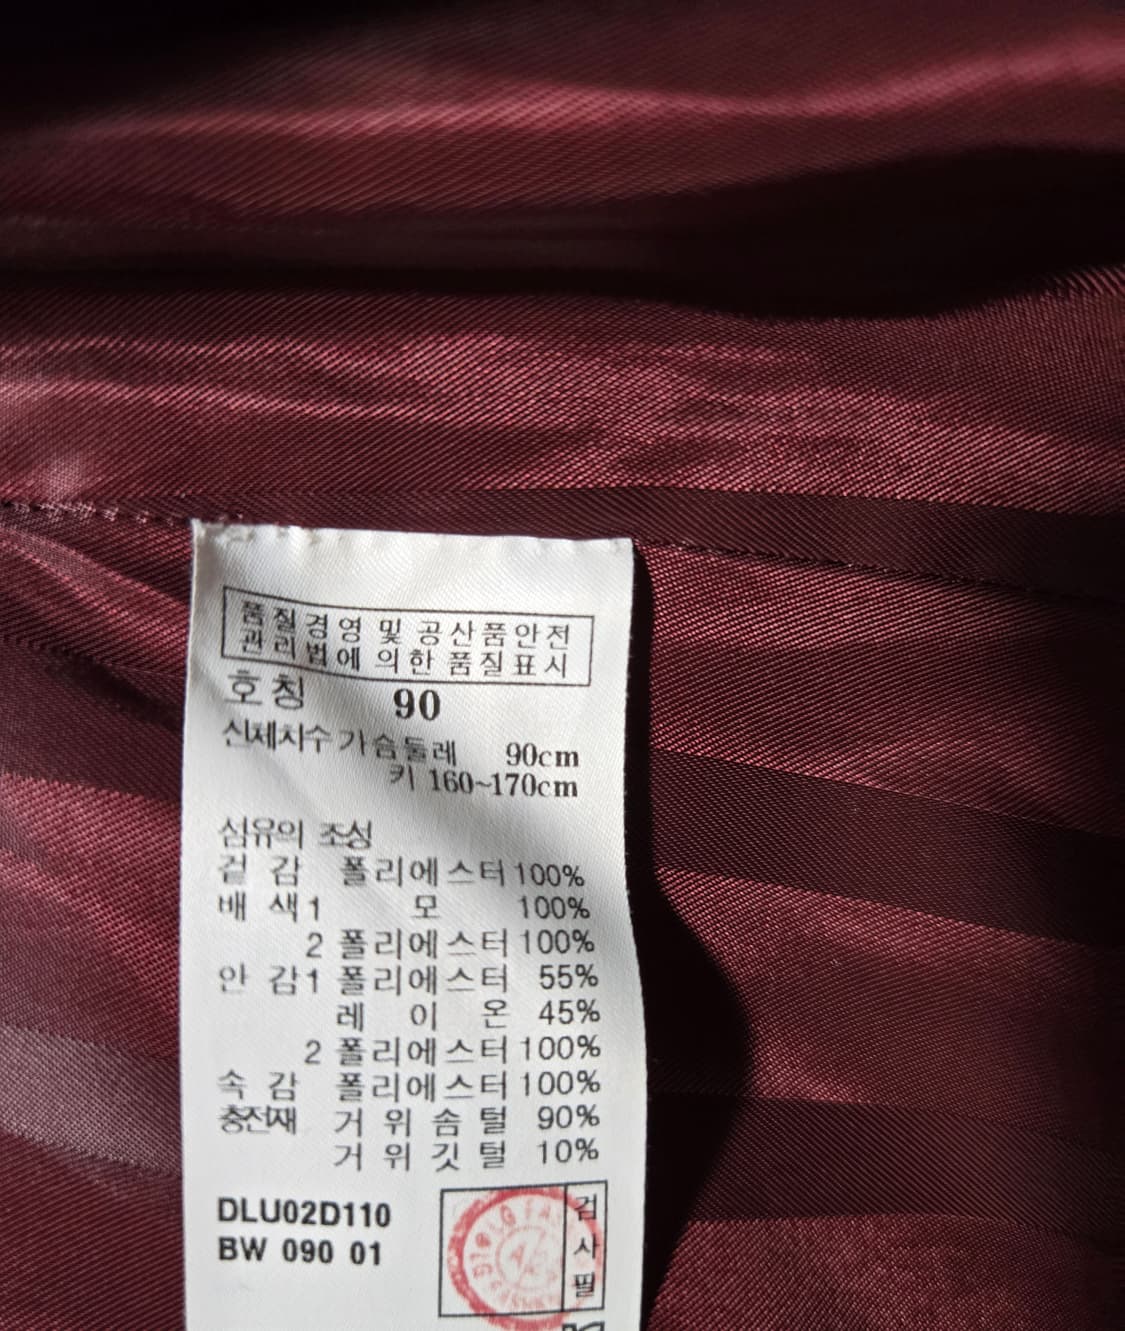 품질경영 및 공산품안전
관리법에 의한 품질표시
호칭 90
신체치수 가슴둘레 90cm
키 160~170cm
섬유의 조성
겉감 폴리에스터 100%
배색1 모 100%
2 폴리에스터 100%
안감1 폴리에스터 55%
레이온 45%
2 폴리에스터 100%
속감 폴리에스터 100%
충전재 거위솜털 90%
거위깃털 10%
DLU02D110
BW 090 01
검사필